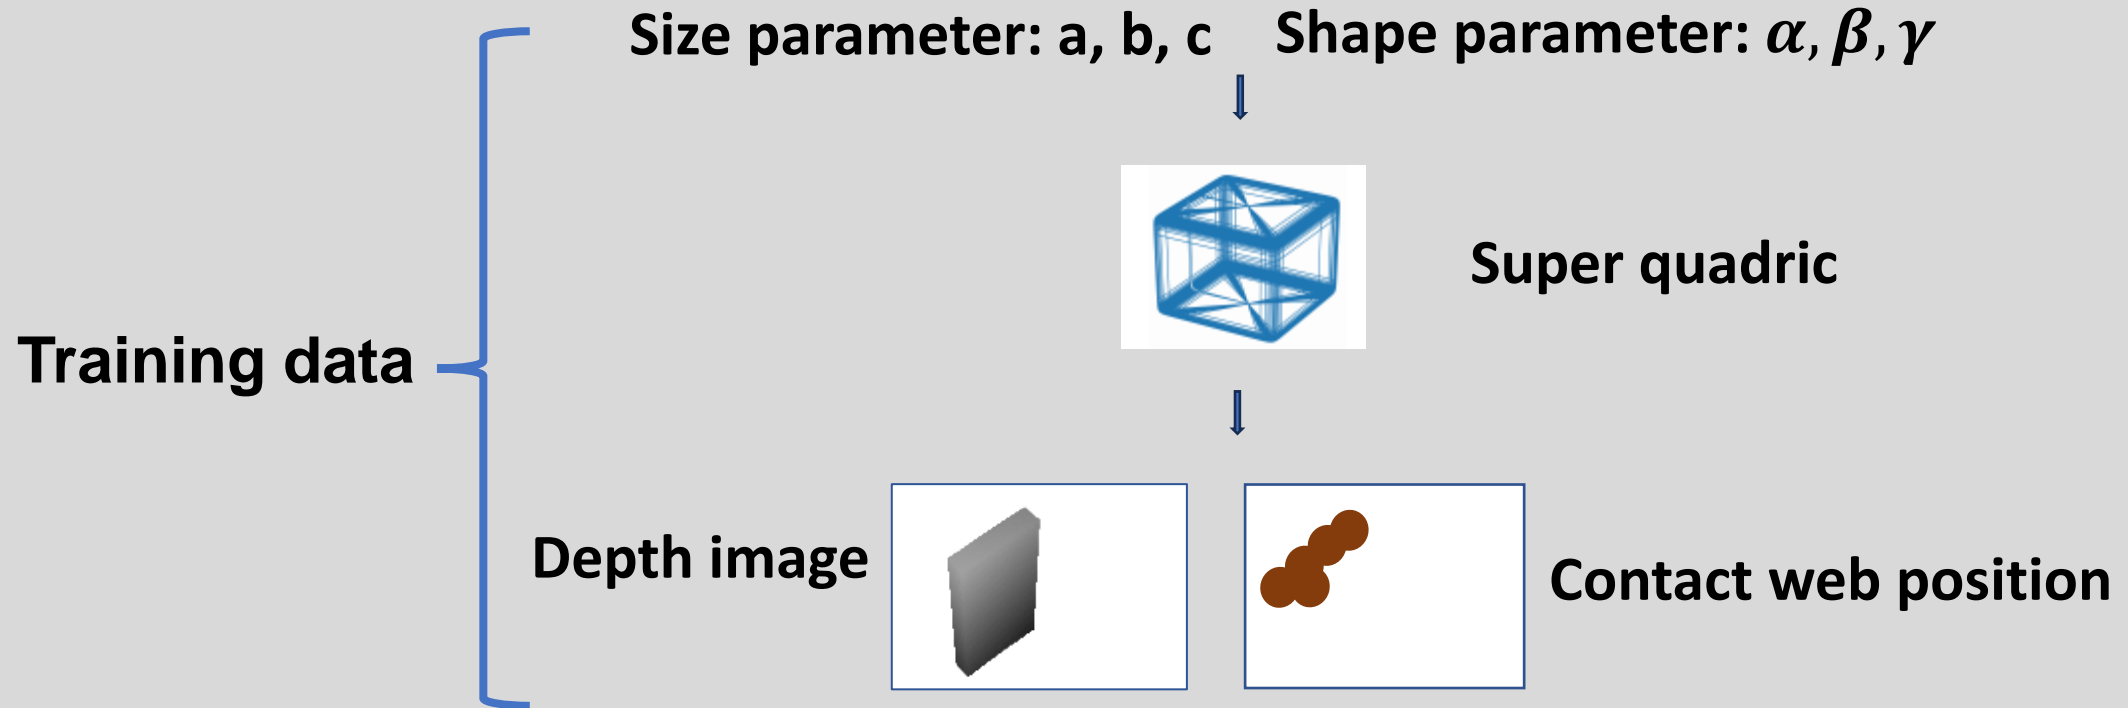 Size parameter: a, b, c
Shape parameter: α, β, γ
Super quadric
Training data
Depth image
Contact web position